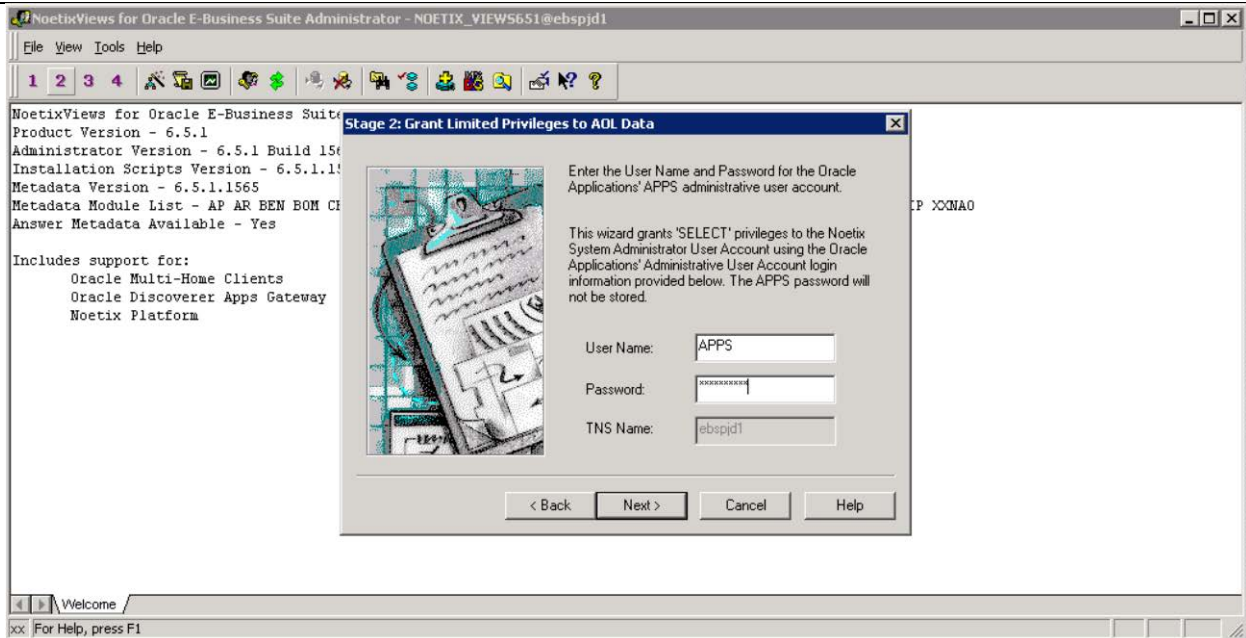 NoetixViews for Oracle E-Business Suite Administrator - NOETIX_VIEWS651@ebspjd1
File View Tools Help
1 2 3 4
NoetixViews for Oracle E-Business Suite
Product Version - 6.5.1
Administrator Version - 6.5.1 Build
Installation Scripts Version -
Metadata Version - 6.5.1.1565
Metadata Module List - AP AR BEN BOM XXNAO
Answer Metadata Available - Yes
Includes support for:
Oracle Multi-Home Clients
Oracle Discoverer Apps Gateway
Noetix Platform
Stage 2: Grant Limited Privileges to AOL Data
Enter the User Name and Password for the Oracle
Applications' APPS administrative user account.
This wizard grants 'SELECT' privileges to the Noetix
System Administrator User Account using the Oracle
Applications' Administrative User Account login
information provided below. The APPS password will
not be stored.
User Name: APPS
Password: xxxxxxxxxx
TNS Name: ebspjd1
< Back Next > Cancel Help
Welcome
xx For Help, press F1